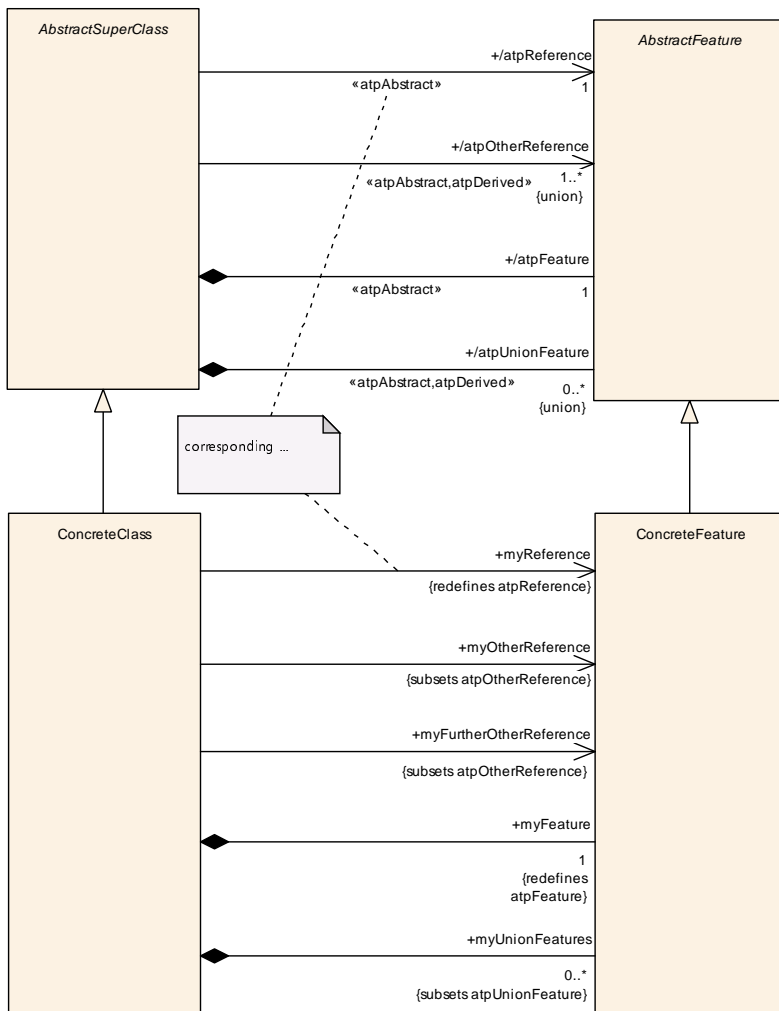 AbstractSuperClass
AbstractFeature
+/atpReference
«atpAbstract»
1
+/atpOtherReference
«atpAbstract,atpDerived»
1..*
{union}
+/atpFeature
«atpAbstract»
1
+/atpUnionFeature
«atpAbstract,atpDerived»
0..*
{union}
corresponding ...
ConcreteClass
ConcreteFeature
+myReference
{redefines atpReference}
+myOtherReference
{subsets atpOtherReference}
+myFurtherOtherReference
{subsets atpOtherReference}
+myFeature
1
{redefines
atpFeature}
+myUnionFeatures
0..*
{subsets atpUnionFeature}